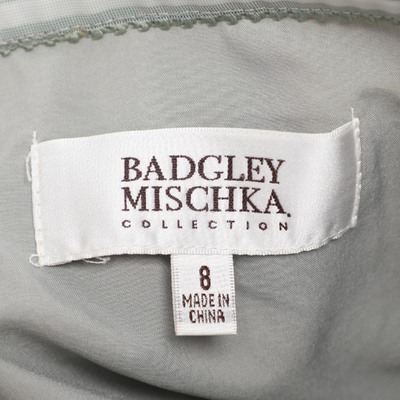 BADGLEY
MISCHKA.
COLLECTION
8
MADE IN
CHINA